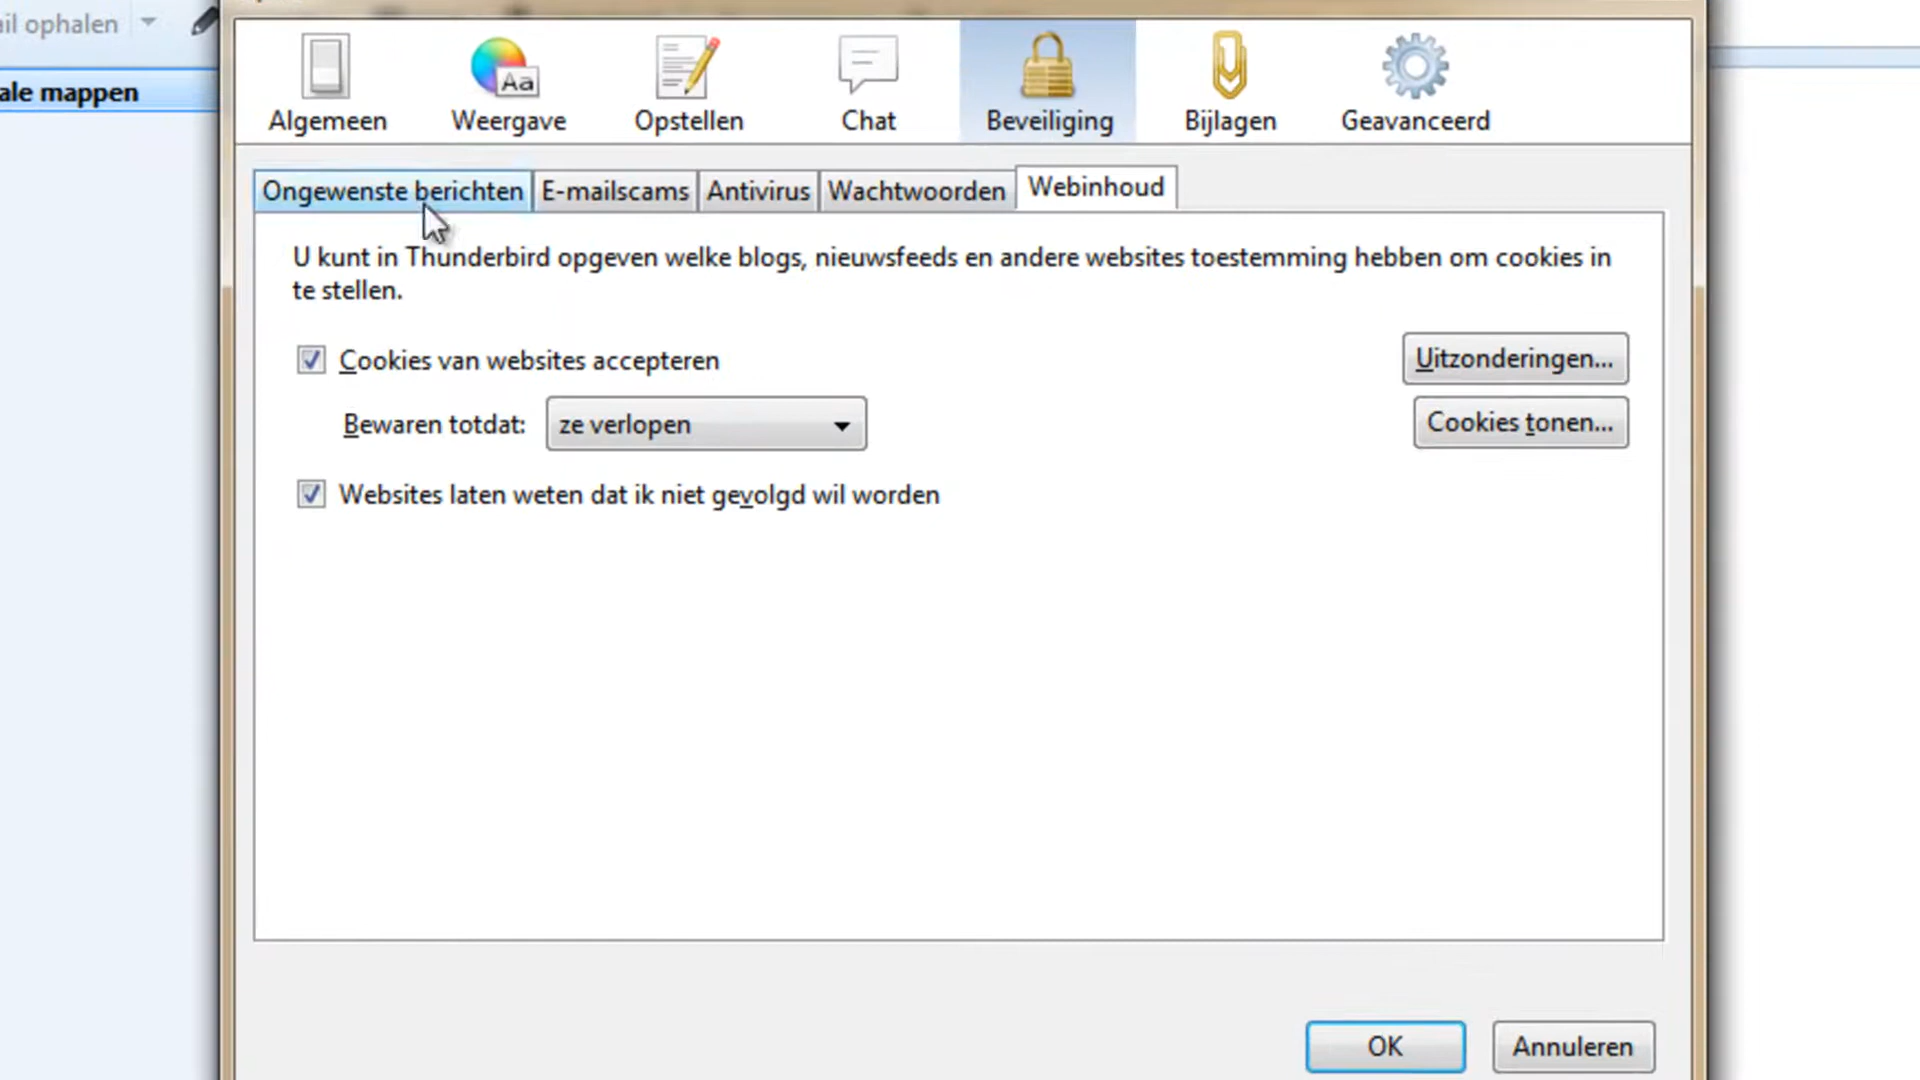 ail ophalen
ale mappen
Aa
Algemeen Weergave Opstellen Chat Beveiliging Bijlagen Geavanceerd
Ongewenste berichten E-mailscams Antivirus Wachtwoorden Webinhoud
U kunt in Thunderbird opgeven welke blogs, nieuwsfeeds en andere websites toestemming hebben om cookies in
te stellen.
Cookies van websites accepteren Uitzonderingen...
Bewaren totdat: ze verlopen Cookies tonen...
Websites laten weten dat ik niet gevolgd wil worden
OK Annuleren